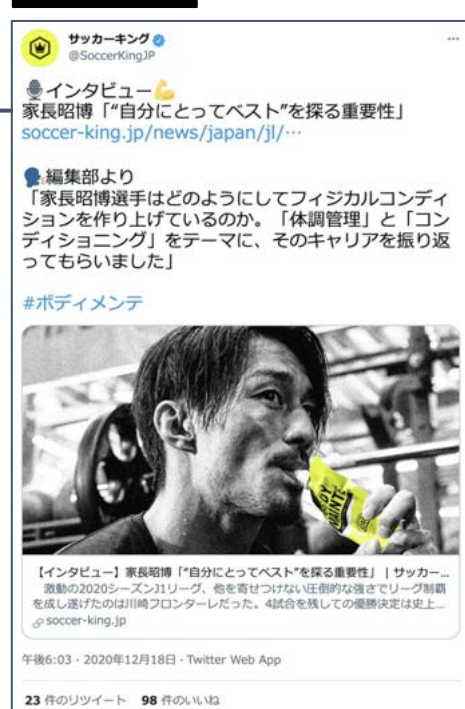 サッカーキング
@SoccerKingJP
🎙️インタビュー💪
家長昭博「“自分にとってベスト”を探る重要性」
soccer-king.jp/news/japan/jl/…
🗣️編集部より
「家長昭博選手はどのようにしてフィジカルコンディ
ションを作り上げているのか。「体調管理」と「コン
ディショニング」をテーマに、そのキャリアを振り返
ってもらいました」
#ボディメンテ
BODY
MAINTE
【インタビュー】家長昭博「“自分にとってベスト”を探る重要性」 | サッカー...
激動の2020シーズンJ1リーグ、他を寄せつけない圧倒的な強さでリーグ制覇
を成し遂げたのは川崎フロンターレだった。4試合を残しての優勝決定は史上...
soccer-king.jp
午後6:03 · 2020年12月18日 · Twitter Web App
23 件のリツイート 98 件のいいね